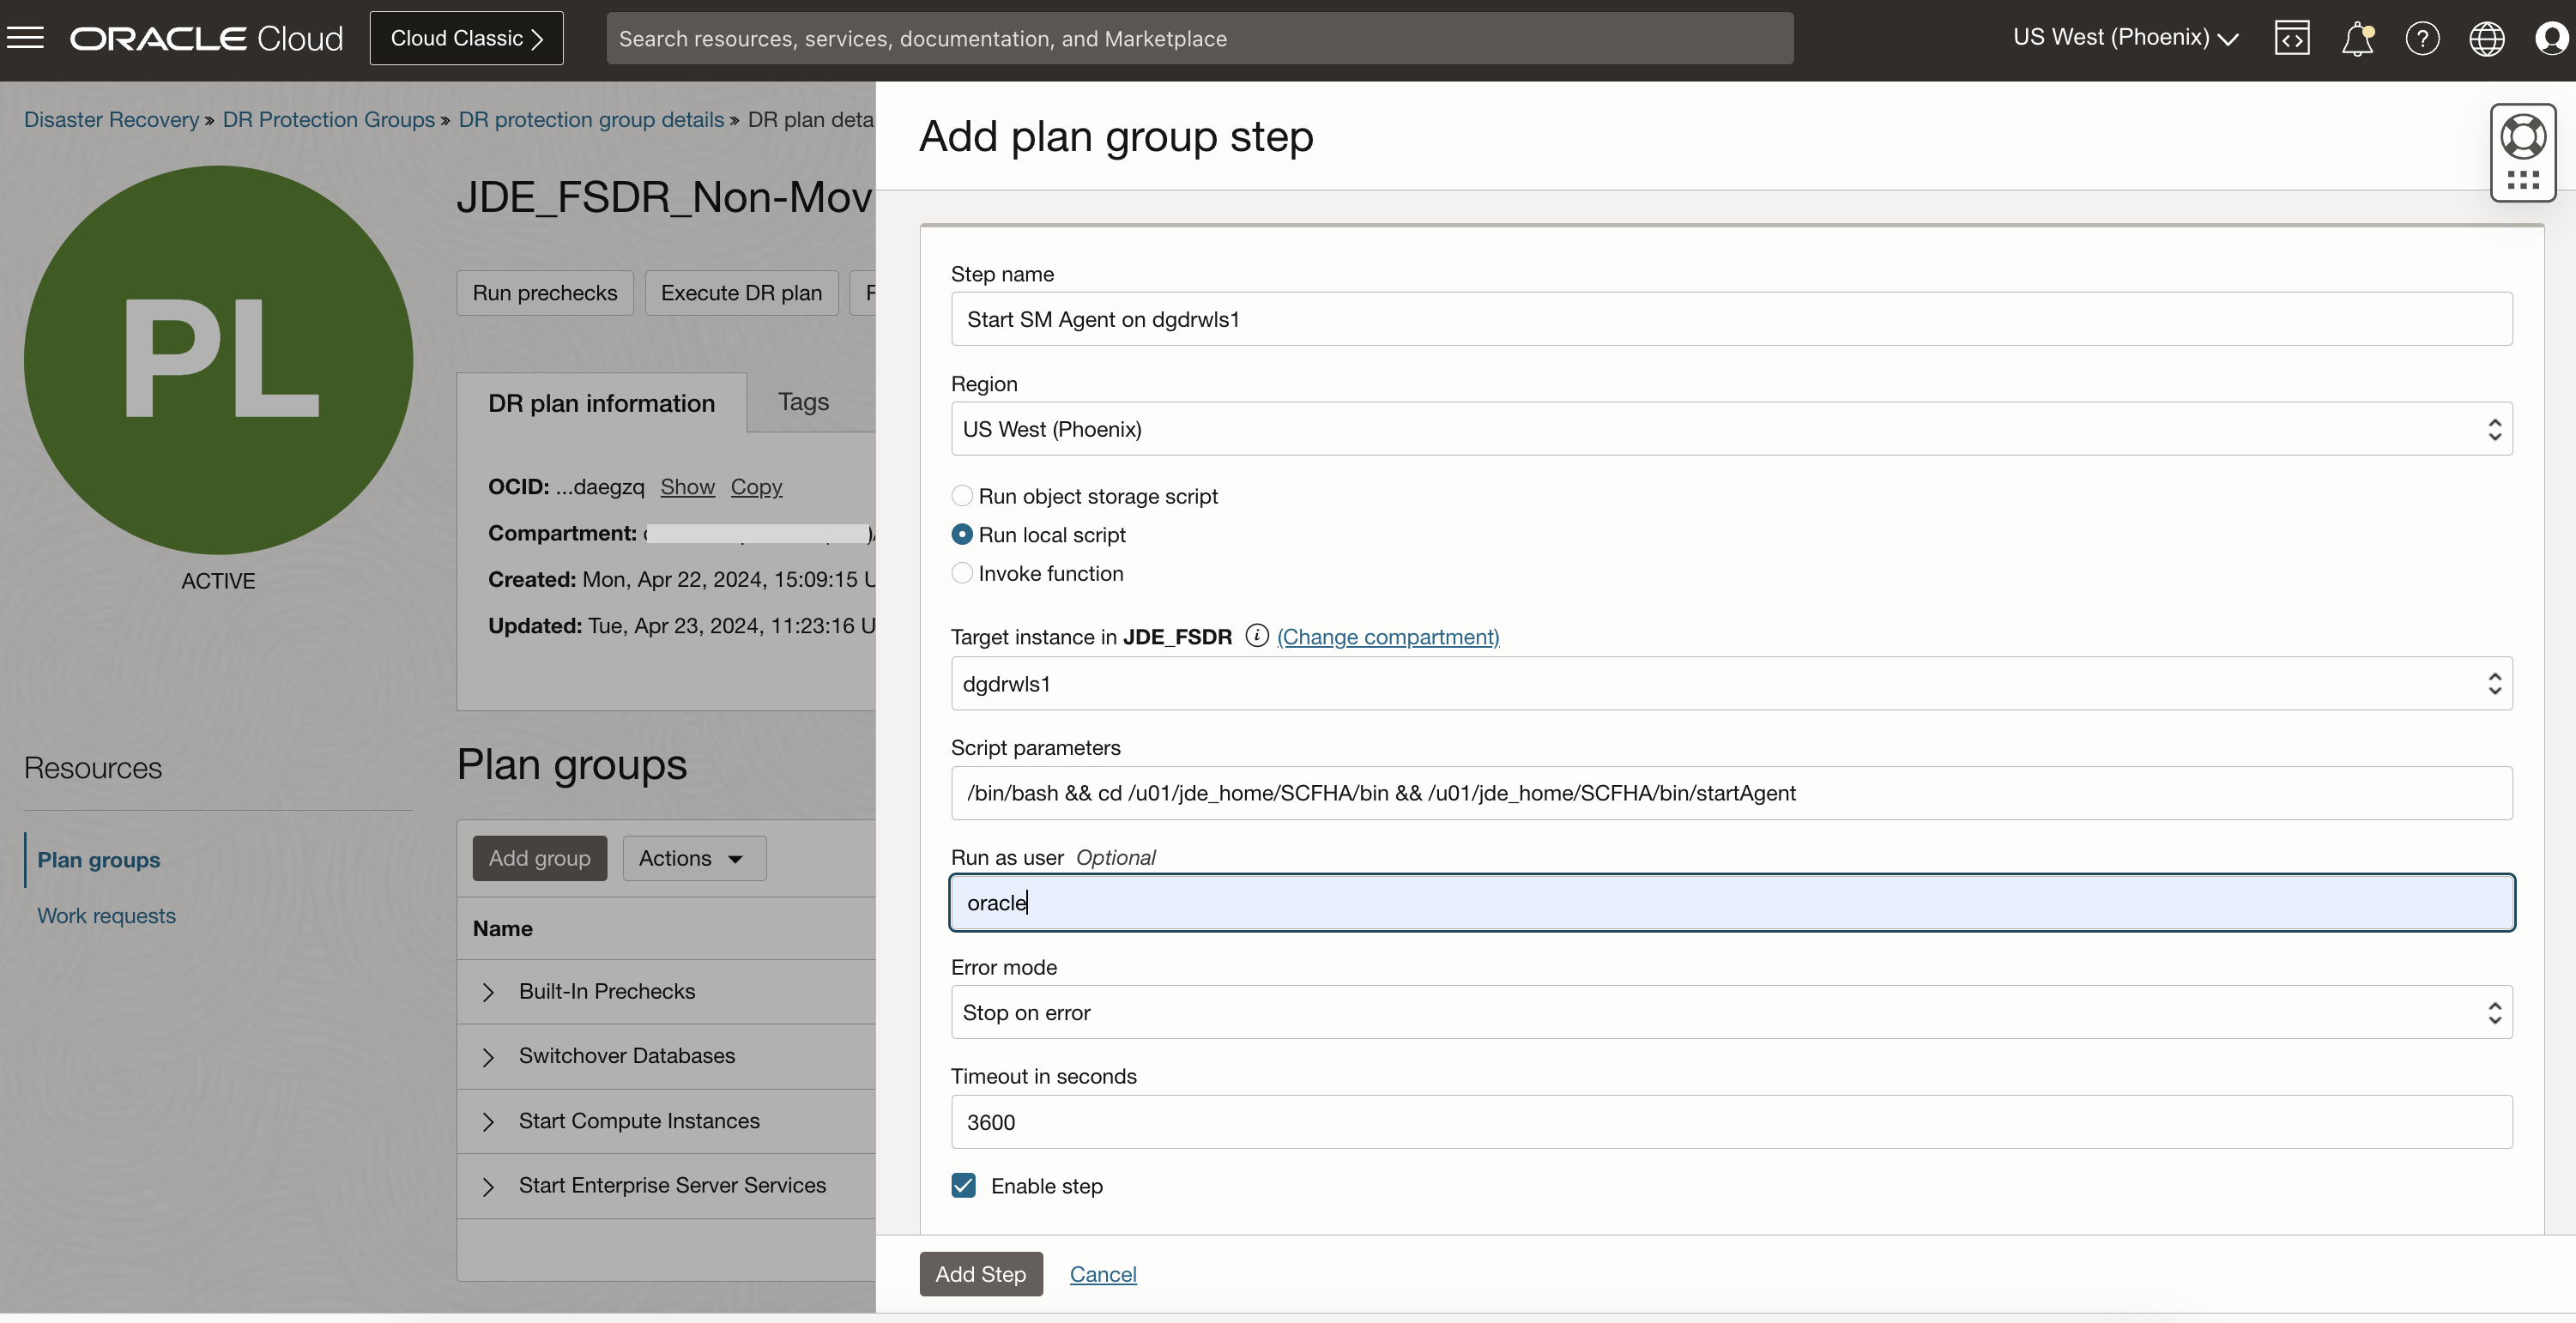 ORACLE Cloud
Cloud Classic
Search resources, services, documentation, and Marketplace
US West (Phoenix)
Disaster Recovery » DR Protection Groups » DR protection group details » DR plan deta
PL
ACTIVE
JDE_FSDR_Non-Mov
Run prechecks
Execute DR plan
DR plan information
Tags
OCID: ...daegzq Show Copy
Compartment:
Created: Mon, Apr 22, 2024, 15:09:15 U
Updated: Tue, Apr 23, 2024, 11:23:16 U
Resources
Plan groups
Work requests
Plan groups
Add group
Actions
Name
Built-In Prechecks
Switchover Databases
Start Compute Instances
Start Enterprise Server Services
Add plan group step
Step name
Start SM Agent on dgdrwls1
Region
US West (Phoenix)
Run object storage script
Run local script
Invoke function
Target instance in JDE_FSDR (Change compartment)
dgdrwls1
Script parameters
/bin/bash && cd /u01/jde_home/SCFHA/bin && /u01/jde_home/SCFHA/bin/startAgent
Run as user Optional
oracle
Error mode
Stop on error
Timeout in seconds
3600
Enable step
Add Step
Cancel